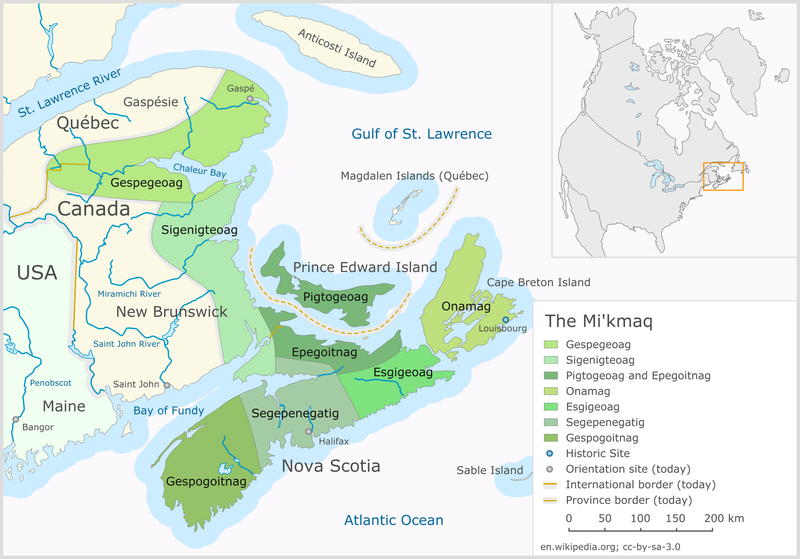 Anticosti Island
St. Lawrence River
Gaspésie
Gaspé
Québec
Gulf of St. Lawrence
Chaleur Bay
Magdalen Islands (Québec)
Gespegeoag
Canada
Sigenigteoag
USA
Prince Edward Island
Cape Breton Island
Miramichi River
Pigtogeoag
Onamag
New Brunswick
Louisbourg
Saint John River
Epegoitnag
Esgigeoag
Penobscot
Saint John
Maine
Bay of Fundy
Segepenegatig
Bangor
Halifax
Nova Scotia
Sable Island
Gespogoitnag
Atlantic Ocean
The Mi'kmaq
Gespegeoag
Sigenigteoag
Pigtogeoag and Epegoitnag
Onamag
Esgigeoag
Segepenegatig
Gespogoitnag
Historic Site
Orientation site (today)
International border (today)
Province border (today)
0 50 100 150 200 km
en.wikipedia.org; cc-by-sa-3.0